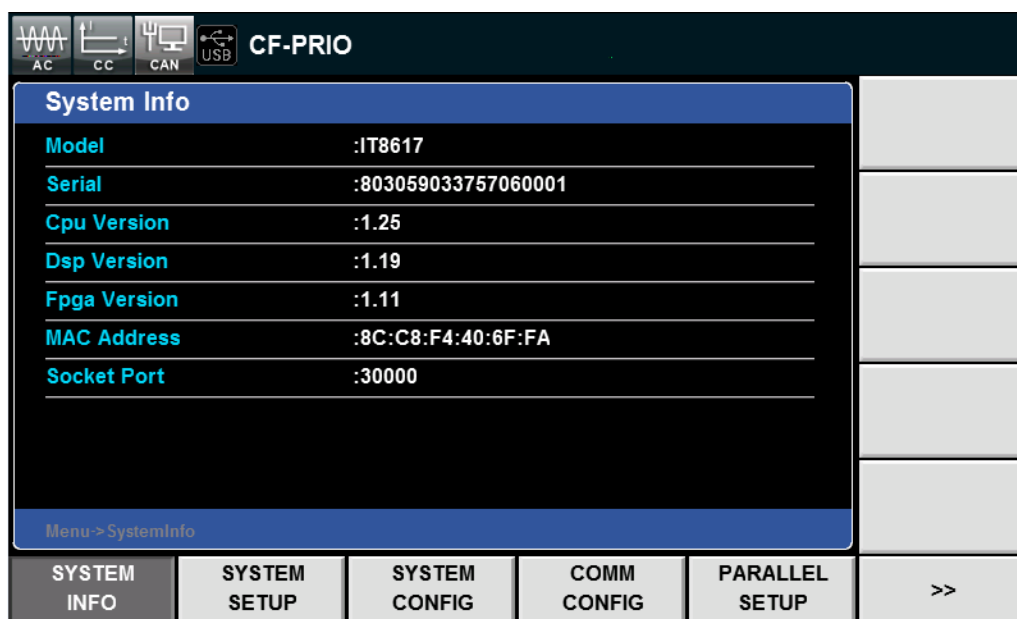 AC CC t CAN USB CF-PRIO
System Info
Model :IT8617
Serial :803059033757060001
Cpu Version :1.25
Dsp Version :1.19
Fpga Version :1.11
MAC Address :8C:C8:F4:40:6F:FA
Socket Port :30000
Menu->SystemInfo
SYSTEM INFO
SYSTEM SETUP
SYSTEM CONFIG
COMM CONFIG
PARALLEL SETUP
>>